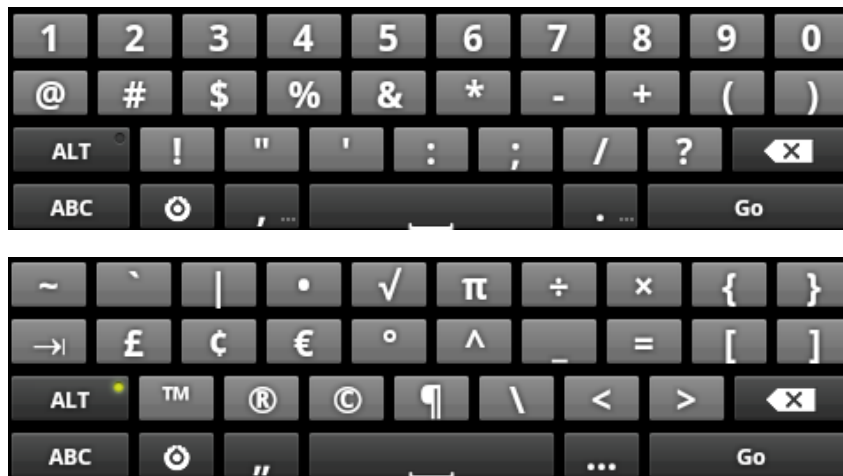 1 2 3 4 5 6 7 8 9 0
@ # $ % & * - + ( )
ALT ! " ' : ; / ?
ABC , ... . ... Go
~ ` | • √ π ÷ × { }
→| £ ¢ € ° ^ _ = [ ]
ALT ™ ® © ¶ \ < >
ABC „ … Go